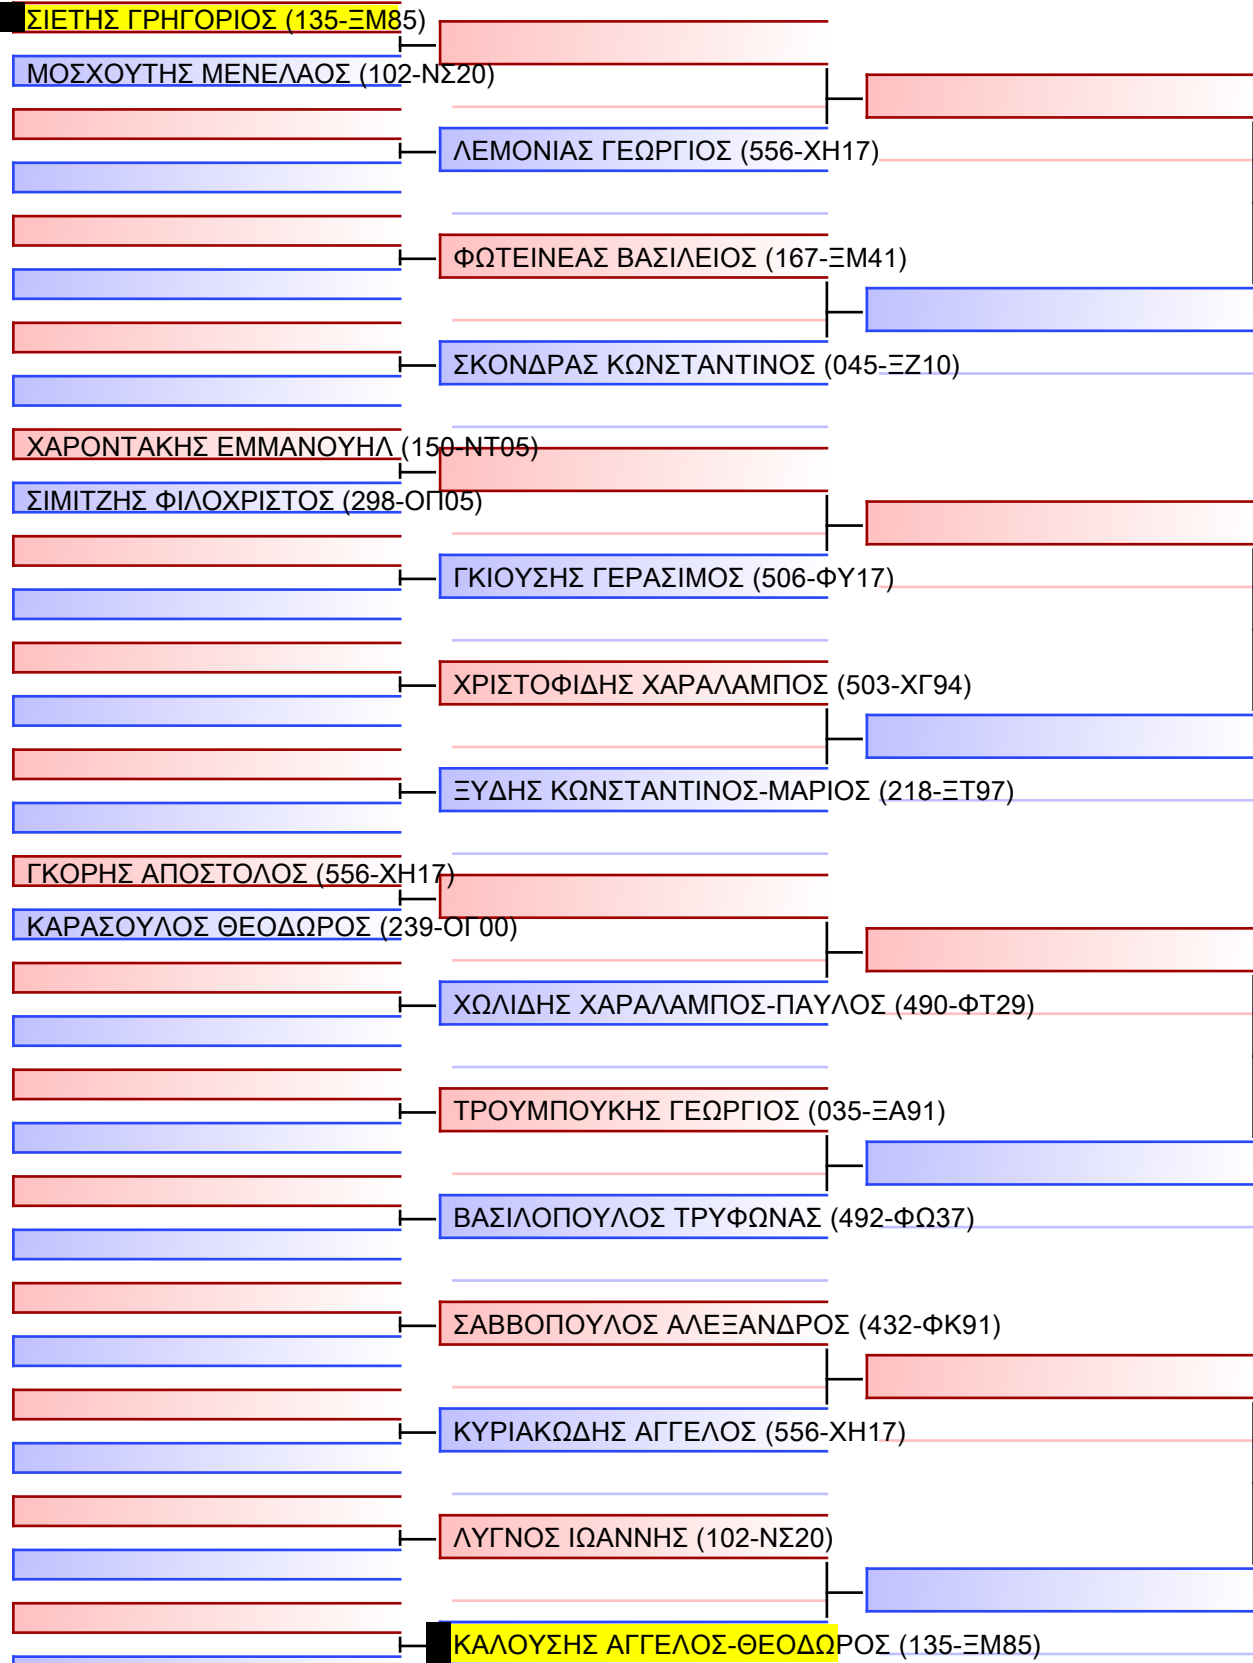 ΣΙΕΤΗΣ ΓΡΗΓΟΡΙΟΣ (135-ΞΜ85)
ΜΟΣΧΟΥΤΗΣ ΜΕΝΕΛΑΟΣ (102-ΝΣ20)
ΛΕΜΟΝΙΑΣ ΓΕΩΡΓΙΟΣ (556-ΧΗ17)
ΦΩΤΕΙΝΕΑΣ ΒΑΣΙΛΕΙΟΣ (167-ΞΜ41)
ΣΚΟΝΔΡΑΣ ΚΩΝΣΤΑΝΤΙΝΟΣ (045-ΞΖ10)
ΧΑΡΟΝΤΑΚΗΣ ΕΜΜΑΝΟΥΗΛ (150-ΝΤ05)
ΣΙΜΙΤΖΗΣ ΦΙΛΟΧΡΙΣΤΟΣ (298-ΟΠ05)
ΓΚΙΟΥΣΗΣ ΓΕΡΑΣΙΜΟΣ (506-ΦΥ17)
ΧΡΙΣΤΟΦΙΔΗΣ ΧΑΡΑΛΑΜΠΟΣ (503-ΧΓ94)
ΞΥΔΗΣ ΚΩΝΣΤΑΝΤΙΝΟΣ-ΜΑΡΙΟΣ (218-ΞΤ97)
ΓΚΟΡΗΣ ΑΠΟΣΤΟΛΟΣ (556-ΧΗ17)
ΚΑΡΑΣΟΥΛΟΣ ΘΕΟΔΩΡΟΣ (239-ΟΓ00)
ΧΩΛΙΔΗΣ ΧΑΡΑΛΑΜΠΟΣ-ΠΑΥΛΟΣ (490-ΦΤ29)
ΤΡΟΥΜΠΟΥΚΗΣ ΓΕΩΡΓΙΟΣ (035-ΞΑ91)
ΒΑΣΙΛΟΠΟΥΛΟΣ ΤΡΥΦΩΝΑΣ (492-ΦΩ37)
ΣΑΒΒΟΠΟΥΛΟΣ ΑΛΕΞΑΝΔΡΟΣ (432-ΦΚ91)
ΚΥΡΙΑΚΩΔΗΣ ΑΓΓΕΛΟΣ (556-ΧΗ17)
ΛΥΓΝΟΣ ΙΩΑΝΝΗΣ (102-ΝΣ20)
ΚΑΛΟΥΣΗΣ ΑΓΓΕΛΟΣ-ΘΕΟΔΩΡΟΣ (135-ΞΜ85)